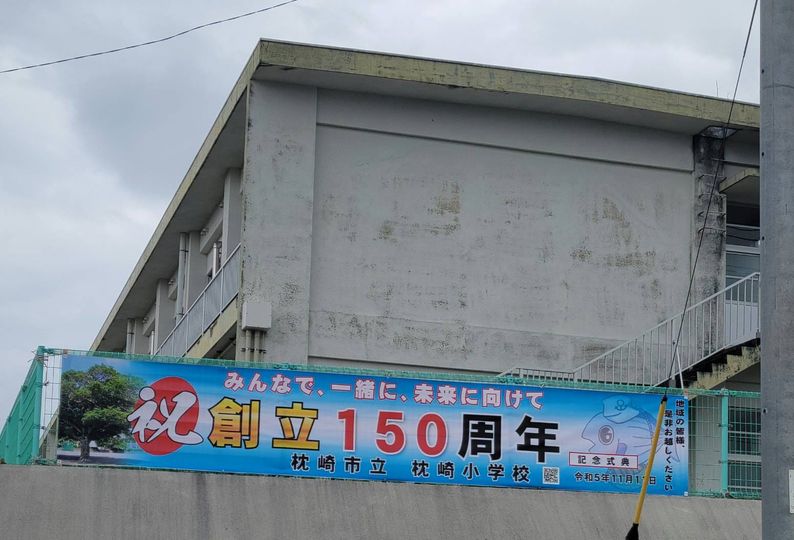 みんなで、一緒に、未来に向けて
祝
創立150周年
枕崎市立 枕崎小学校
地域の皆様、
是非お越しください
記念式典
令和5年11月11日